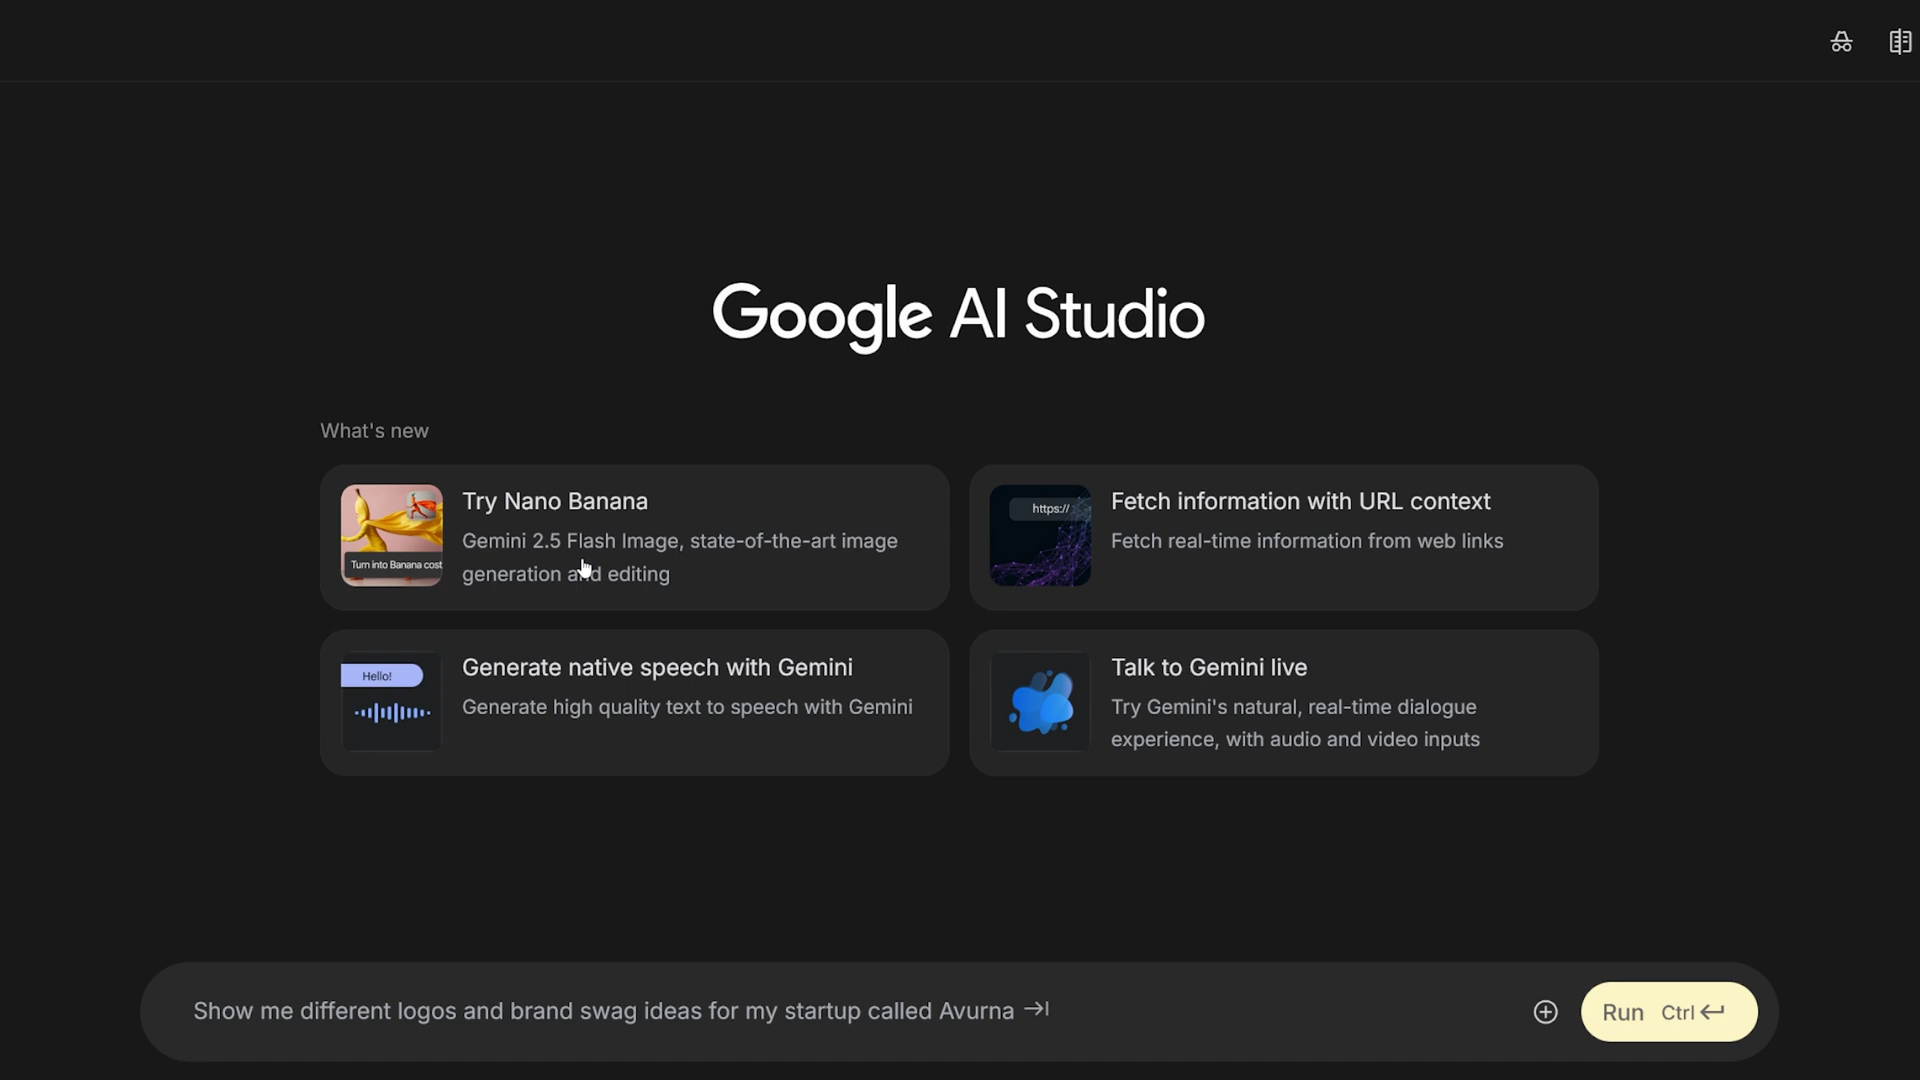 Google AI Studio
What's new
Try Nano Banana
Gemini 2.5 Flash Image, state-of-the-art image
generation and editing
Turn into Banana cost
Fetch information with URL context
Fetch real-time information from web links
https://
Generate native speech with Gemini
Generate high quality text to speech with Gemini
Hello!
Talk to Gemini live
Try Gemini's natural, real-time dialogue
experience, with audio and video inputs
Show me different logos and brand swag ideas for my startup called Avurna
Run Ctrl